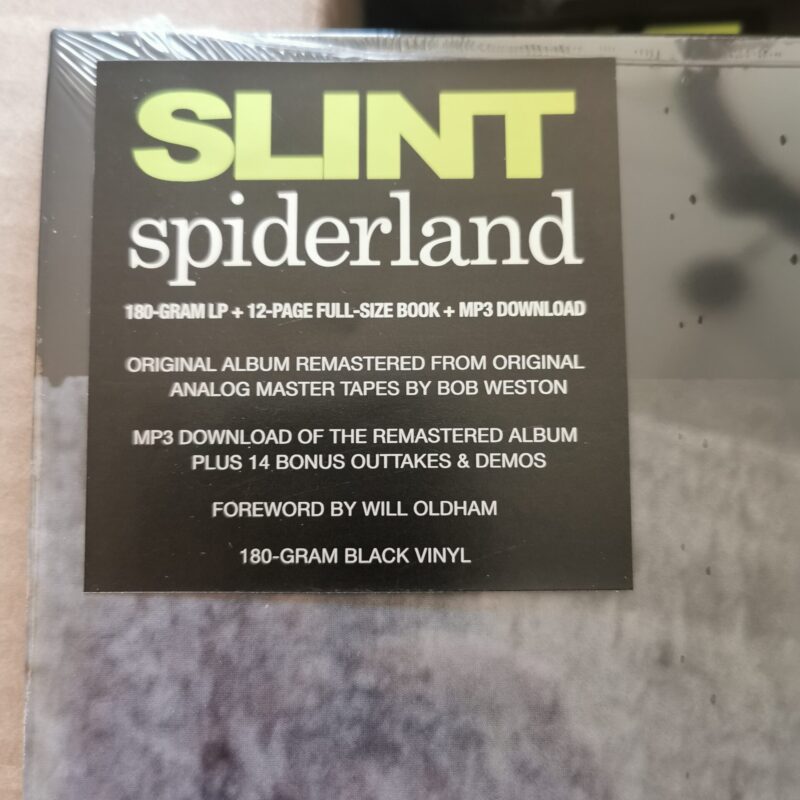 SLINT
spiderland
180-GRAM LP + 12-PAGE FULL-SIZE BOOK + MP3 DOWNLOAD
ORIGINAL ALBUM REMASTERED FROM ORIGINAL
ANALOG MASTER TAPES BY BOB WESTON
MP3 DOWNLOAD OF THE REMASTERED ALBUM
PLUS 14 BONUS OUTTAKES & DEMOS
FOREWORD BY WILL OLDHAM
180-GRAM BLACK VINYL